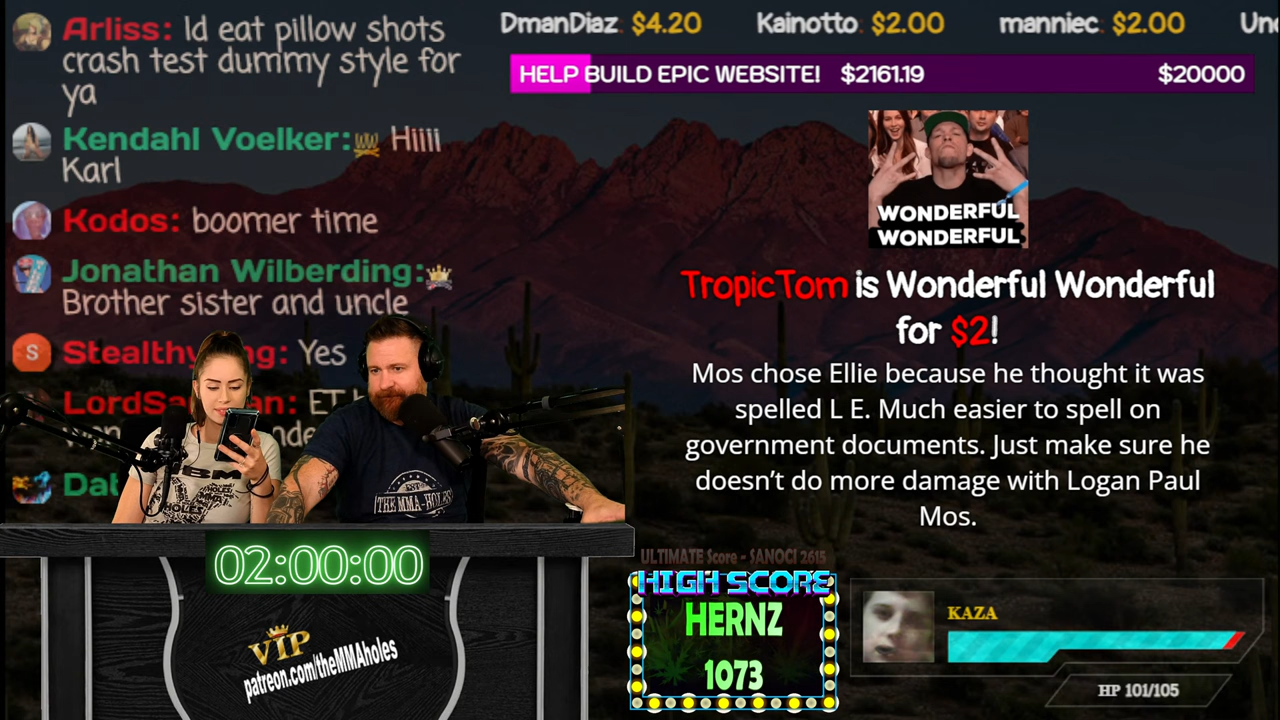 Arliss: Id eat pillow shots
crash test dummy style for
ya
Kendahl Voelker: Hiiii
Karl
Kodos: boomer time
Jonathan Wilberding:
Brother sister and uncle
Yes
DmanDiaz: $4.20 Kainotto: $2.00 manniec: $2.00
HELP BUILD EPIC WEBSITE! $2161.19 $20000
WONDERFUL
WONDERFUL
TropicTom is Wonderful Wonderful
for $2!
Mos chose Ellie because he thought it was
spelled L E. Much easier to spell on
government documents. Just make sure he
doesn’t do more damage with Logan Paul
Mos.
THE MMA-HOLES
02:00:00
VIP
patreon.com/theMMAholes
ULTIMATE Score - SANOCI 2615
HIGH SCORE
HERNZ
1073
KAZA
HP 101/105